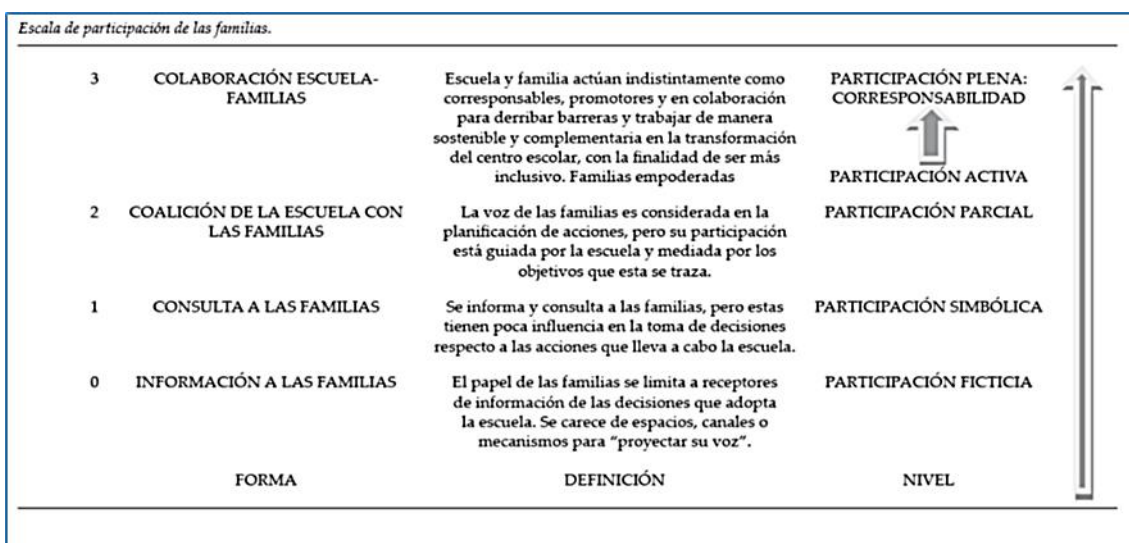 Escala de participación de las familias.
3
COLABORACIÓN ESCUELA-
FAMILIAS
Escuela y familia actúan indistintamente como
corresponsables, promotores y en colaboración
para derribar barreras y trabajar de manera
sostenible y complementaria en la transformación
del centro escolar, con la finalidad de ser más
inclusivo. Familias empoderadas
PARTICIPACIÓN PLENA:
CORRESPONSABILIDAD
PARTICIPACIÓN ACTIVA
2
COALICIÓN DE LA ESCUELA CON
LAS FAMILIAS
La voz de las familias es considerada en la
planificación de acciones, pero su participación
está guiada por la escuela y mediada por los
objetivos que esta se traza.
PARTICIPACIÓN PARCIAL
1
CONSULTA A LAS FAMILIAS
Se informa y consulta a las familias, pero estas
tienen poca influencia en la toma de decisiones
respecto a las acciones que lleva a cabo la escuela.
PARTICIPACIÓN SIMBÓLICA
0
INFORMACIÓN A LAS FAMILIAS
El papel de las familias se limita a receptores
de información de las decisiones que adopta
la escuela. Se carece de espacios, canales o
mecanismos para “proyectar su voz”.
PARTICIPACIÓN FICTICIA
FORMA
DEFINICIÓN
NIVEL